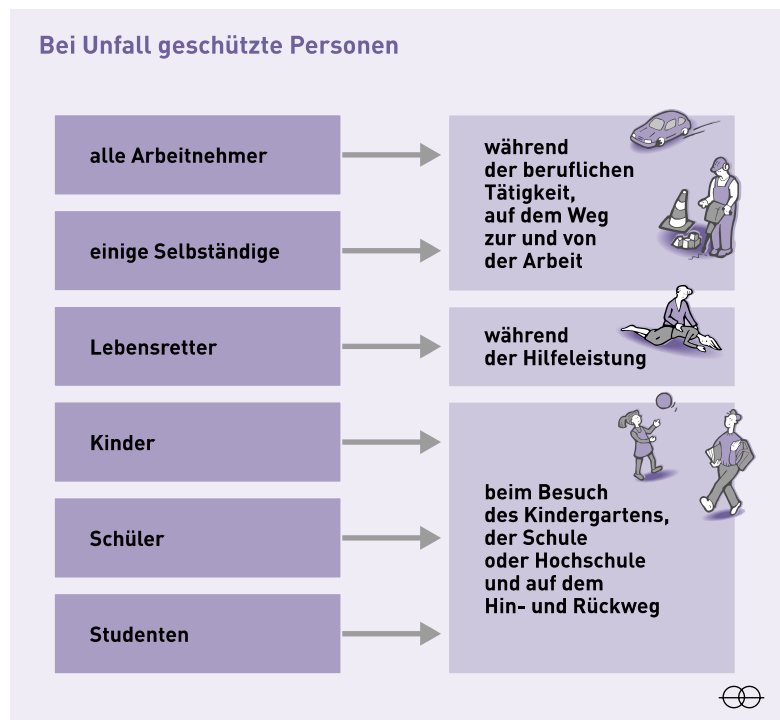 Bei Unfall geschützte Personen
alle Arbeitnehmer
einige Selbständige
während
der beruflichen
Tätigkeit,
auf dem Weg
zur und von
der Arbeit
Lebensretter
während
der Hilfeleistung
Kinder
Schüler
Studenten
beim Besuch
des Kindergartens,
der Schule
oder Hochschule
und auf dem
Hin- und Rückweg